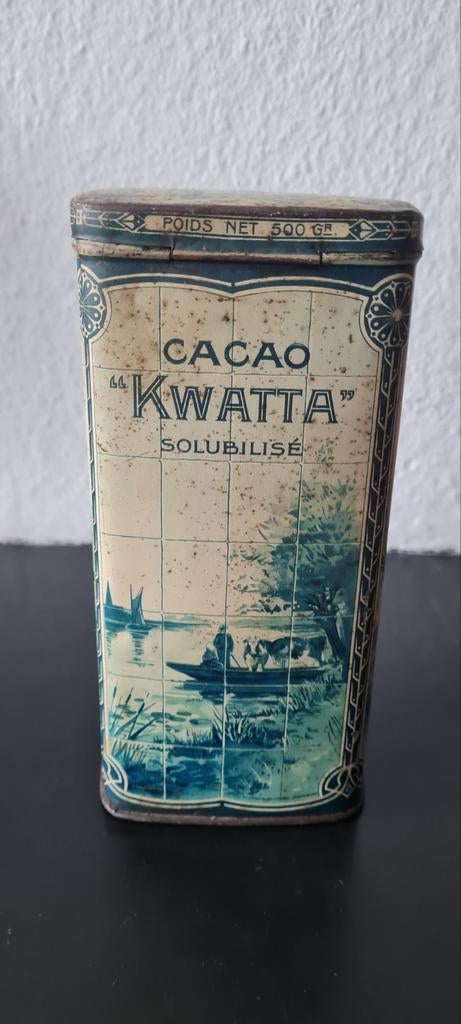 POIDS NET 500 GR.
CACAO
"KWATTA"
SOLUBILISÉ